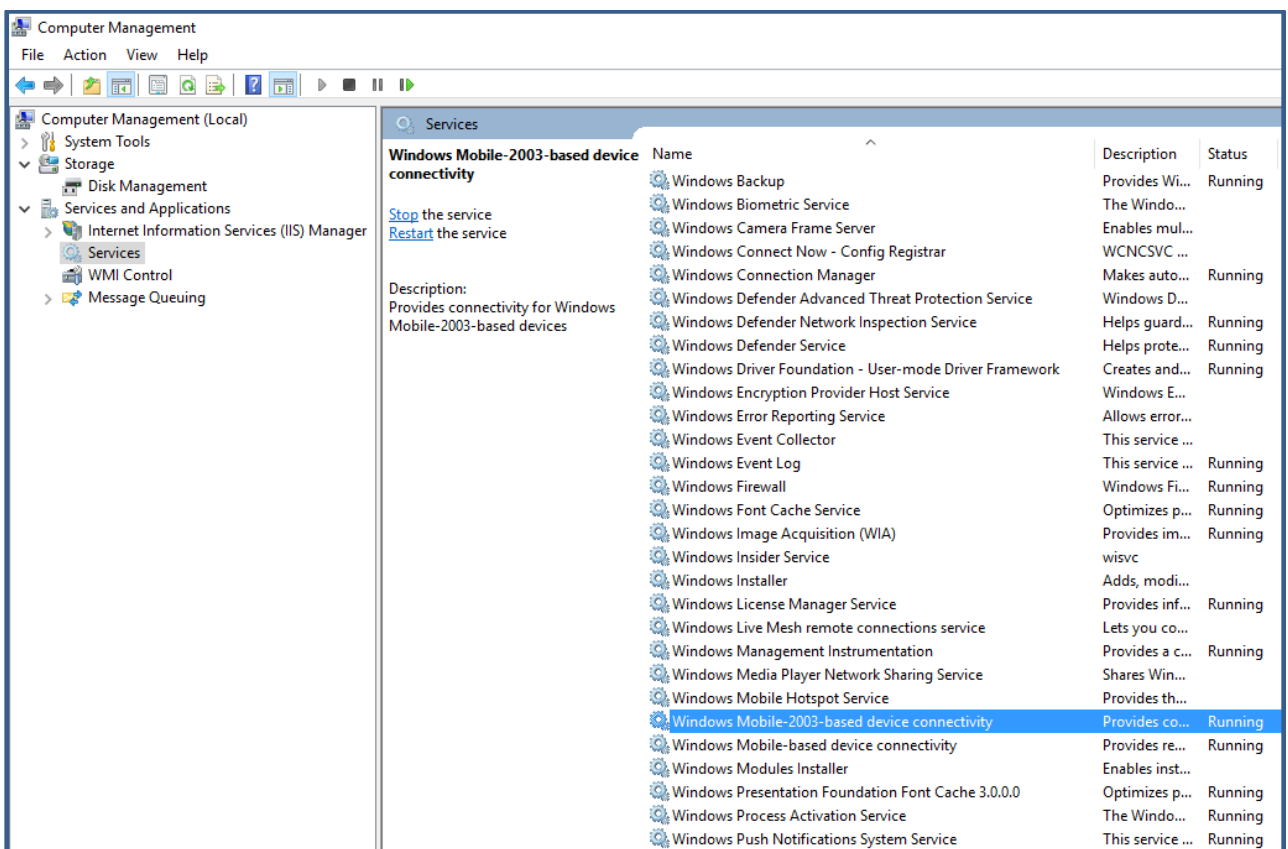 Computer Management
File Action View Help
Computer Management (Local)
System Tools
Storage
Disk Management
Services and Applications
Internet Information Services (IIS) Manager
Services
WMI Control
Message Queuing
Services
Windows Mobile-2003-based device
connectivity
Stop the service
Restart the service
Description:
Provides connectivity for Windows
Mobile-2003-based devices
Name Description Status
Windows Backup Provides Wi... Running
Windows Biometric Service The Windo...
Windows Camera Frame Server Enables mul...
Windows Connect Now - Config Registrar WCNCSVC ...
Windows Connection Manager Makes auto... Running
Windows Defender Advanced Threat Protection Service Windows D...
Windows Defender Network Inspection Service Helps guard... Running
Windows Defender Service Helps prote... Running
Windows Driver Foundation - User-mode Driver Framework Creates and... Running
Windows Encryption Provider Host Service Windows E...
Windows Error Reporting Service Allows error...
Windows Event Collector This service ...
Windows Event Log This service ... Running
Windows Firewall Windows Fi... Running
Windows Font Cache Service Optimizes p... Running
Windows Image Acquisition (WIA) Provides im... Running
Windows Insider Service wisvc
Windows Installer Adds, modi...
Windows License Manager Service Provides inf... Running
Windows Live Mesh remote connections service Lets you co...
Windows Management Instrumentation Provides a c... Running
Windows Media Player Network Sharing Service Shares Win...
Windows Mobile Hotspot Service Provides th...
Windows Mobile-2003-based device connectivity Provides co... Running
Windows Mobile-based device connectivity Provides re... Running
Windows Modules Installer Enables inst...
Windows Presentation Foundation Font Cache 3.0.0.0 Optimizes p... Running
Windows Process Activation Service The Windo... Running
Windows Push Notifications System Service This service ... Running